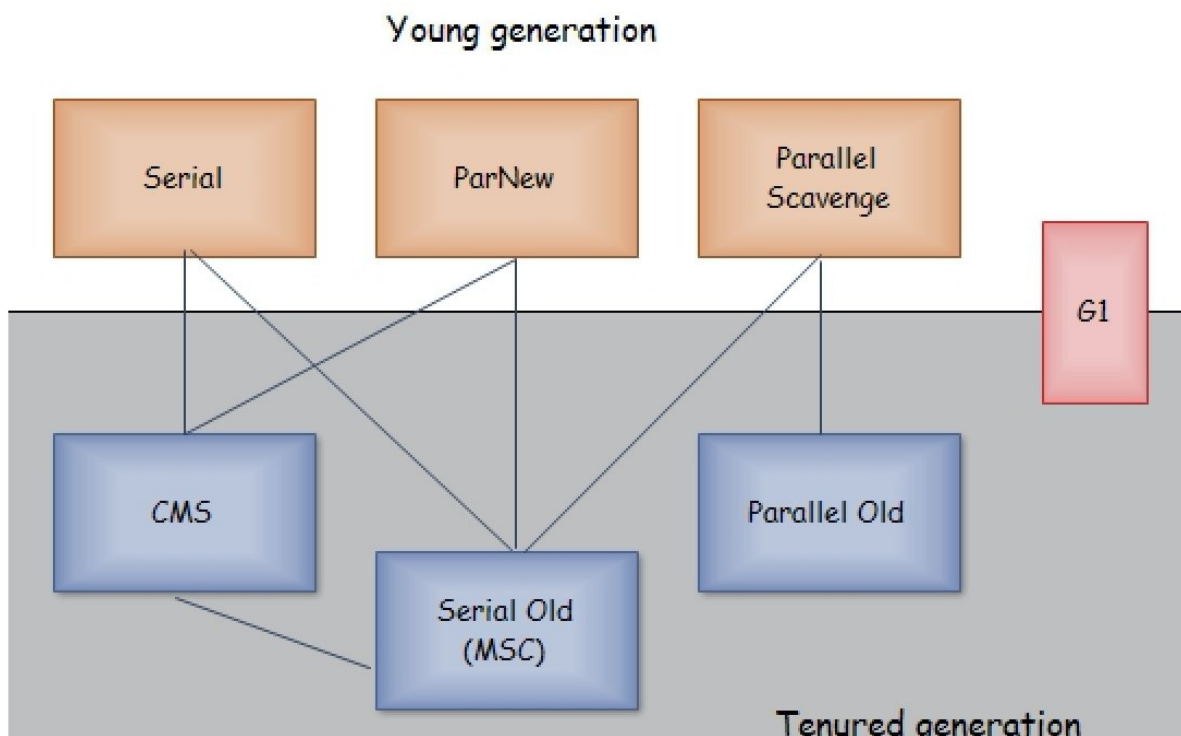 Young generation
Serial
ParNew
Parallel
Scavenge
G1
CMS
Parallel Old
Serial Old
(MSC)
Tenured generation